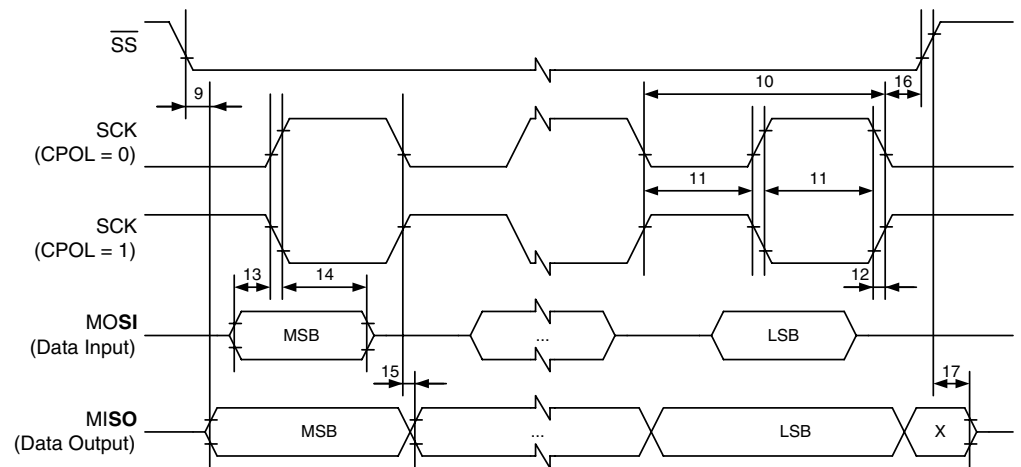 SS
10
16
9
SCK
(CPOL = 0)
11
11
SCK
(CPOL = 1)
13
14
12
MOSI
(Data Input)
MSB
...
LSB
15
17
MISO
(Data Output)
MSB
...
LSB
X